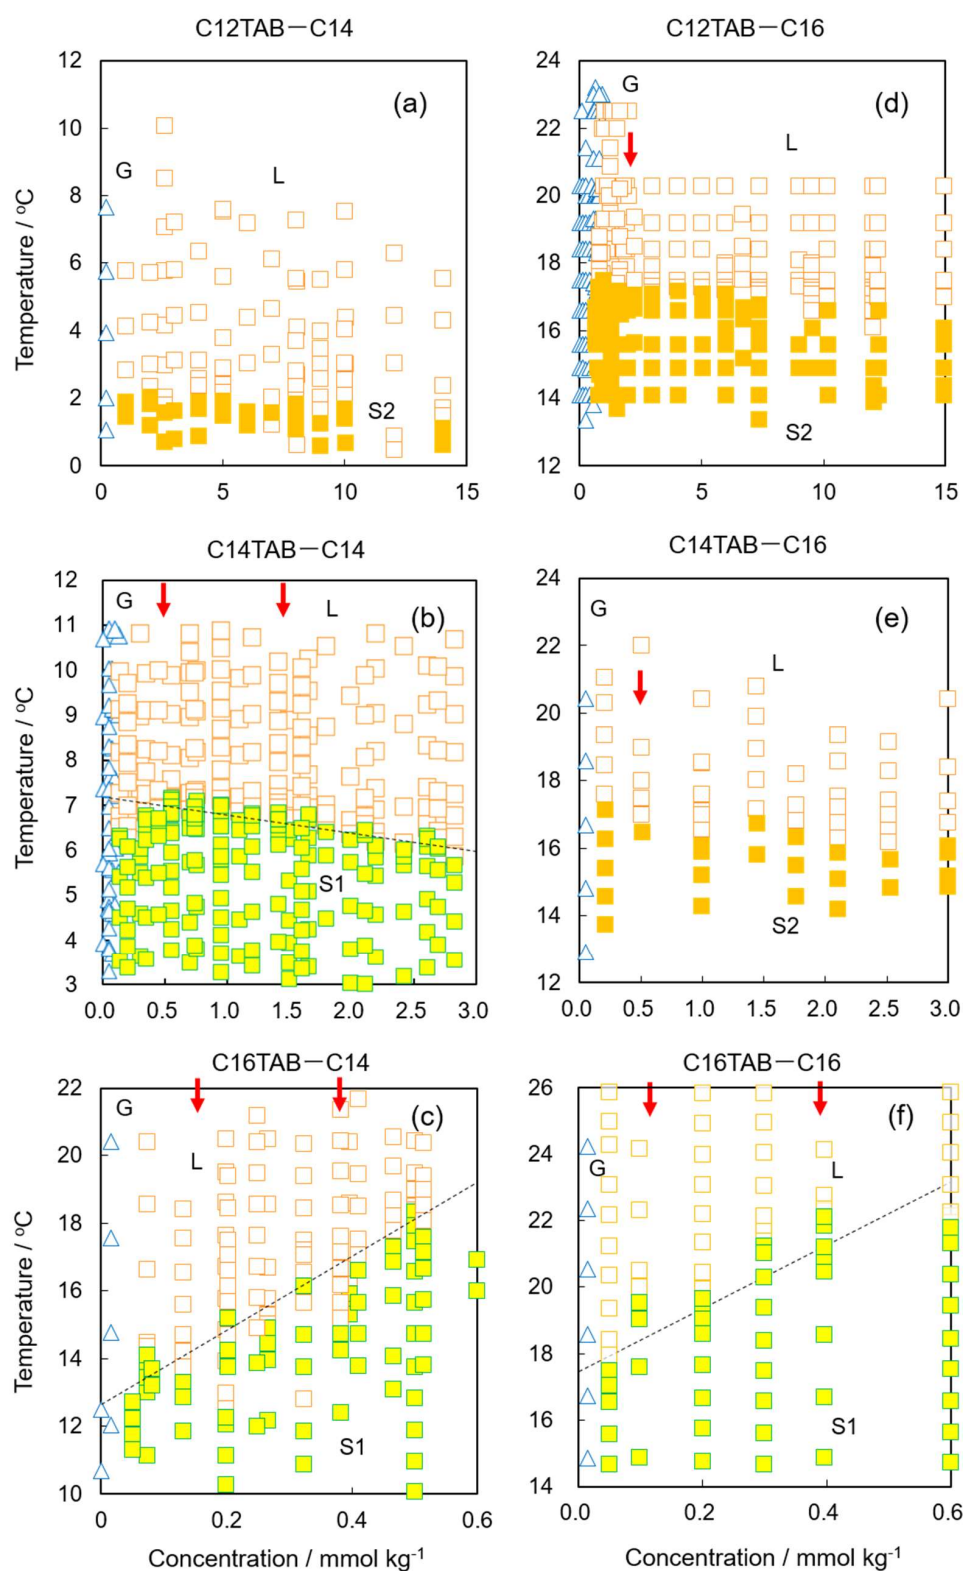 C12TAB－C14
C12TAB－C16
12
10
8
6
4
2
0
0
5
10
15
Temperature / ºC
(a)
G
L
S2
24
22
20
18
16
14
12
0
5
10
15
(d)
G
L
S2
C14TAB－C14
C14TAB－C16
12
11
10
9
8
7
6
5
4
3
0.0
0.5
1.0
1.5
2.0
2.5
3.0
Temperature / ºC
(b)
G
L
S1
24
22
20
18
16
14
12
0.0
0.5
1.0
1.5
2.0
2.5
3.0
(e)
G
L
S2
C16TAB－C14
C16TAB－C16
22
20
18
16
14
12
10
0
0.2
0.4
0.6
Temperature / ºC
(c)
G
L
S1
Concentration / mmol kg⁻¹
26
24
22
20
18
16
14
0.0
0.2
0.4
0.6
(f)
G
L
S1
Concentration / mmol kg⁻¹